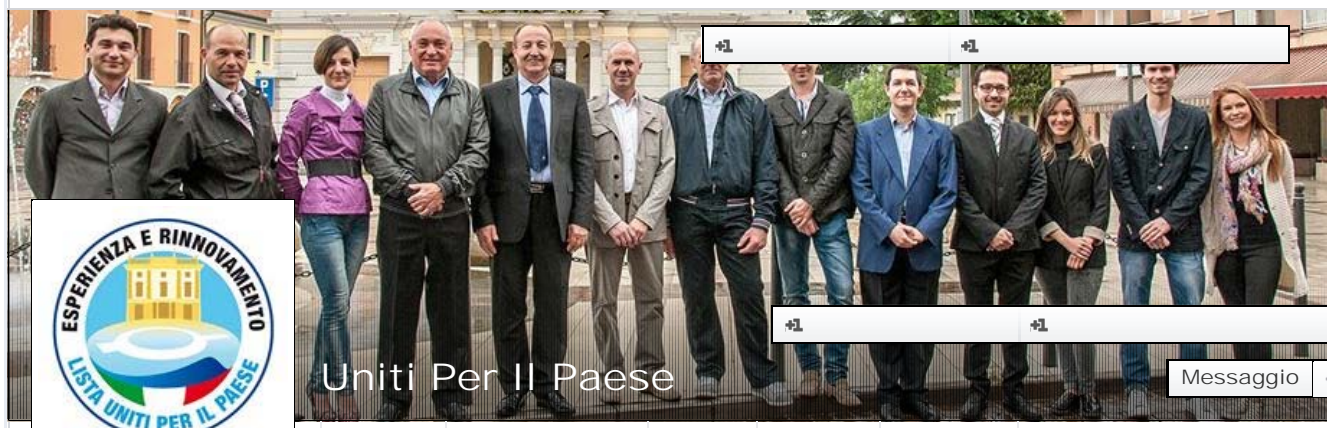 +1 +1
ESPERIENZA E RINNOVAMENTO
LISTA UNITI PER IL PAESE
+1 +1
Uniti Per Il Paese
Messaggio
P